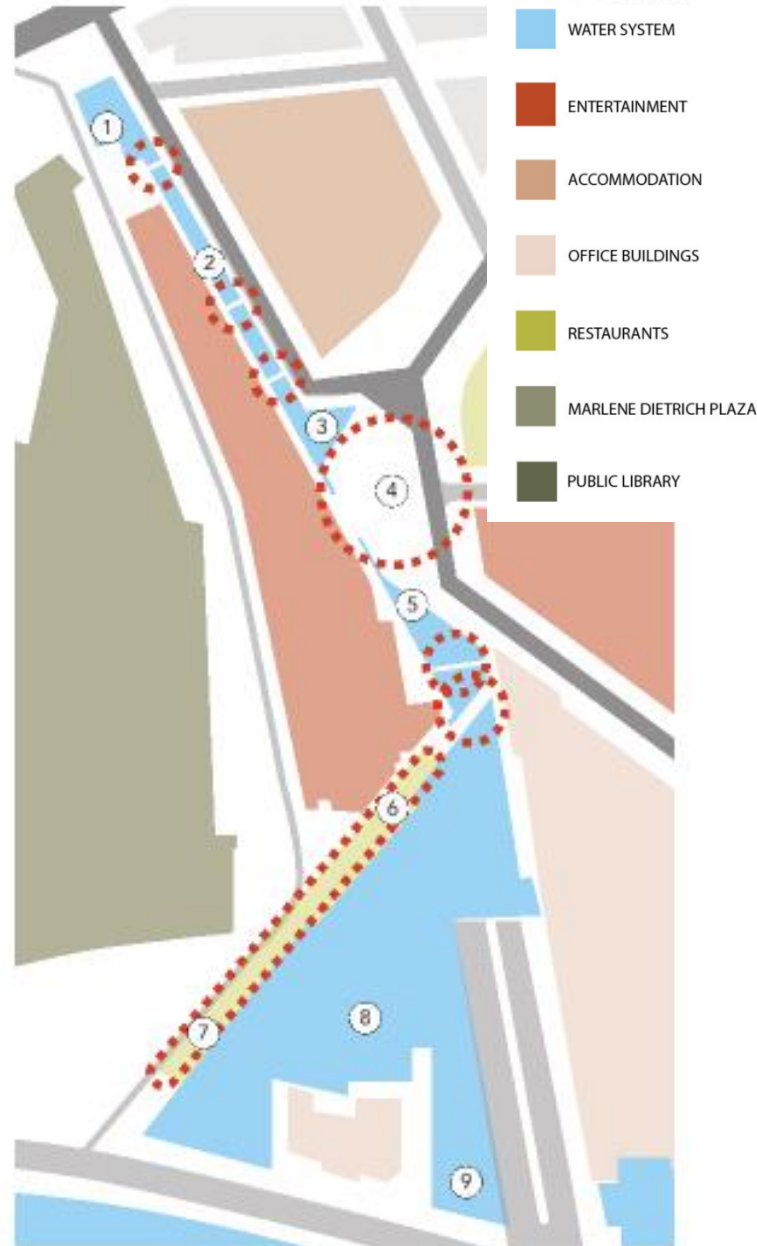 WATER SYSTEM
ENTERTAINMENT
ACCOMMODATION
OFFICE BUILDINGS
RESTAURANTS
MARLENE DIETRICH PLAZA
PUBLIC LIBRARY
1
2
3
4
5
6
7
8
9